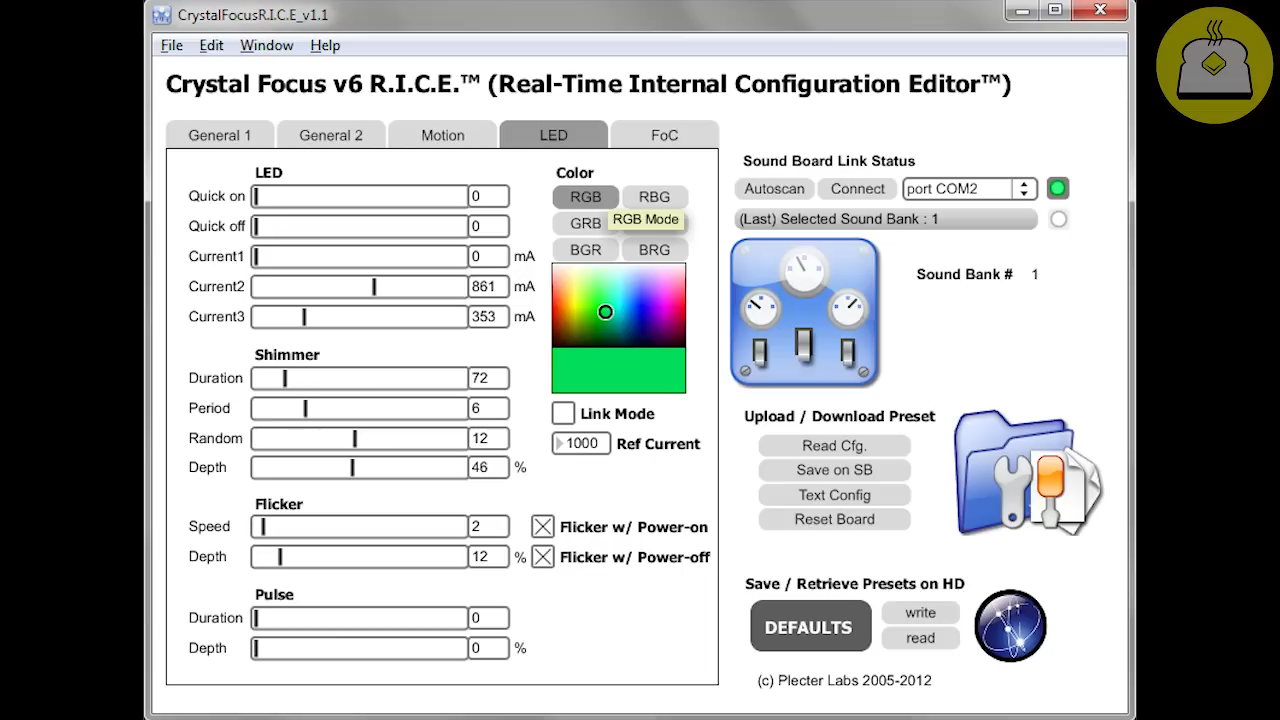 CrystalFocusR.I.C.E_v1.1
File Edit Window Help
Crystal Focus v6 R.I.C.E.™ (Real-Time Internal Configuration Editor™)
General 1 General 2 Motion LED FoC
LED
Quick on 0
Quick off 0
Current1 0 mA
Current2 861 mA
Current3 353 mA
Shimmer
Duration 72
Period 6
Random 12
Depth 46 %
Flicker
Speed 2
Depth 12 %
Pulse
Duration 0
Depth 0 %
Color
RGB RBG
GRB
RGB Mode
BGR BRG
Link Mode
1000 Ref Current
Flicker w/ Power-on
Flicker w/ Power-off
Sound Board Link Status
Autoscan Connect port COM2
(Last) Selected Sound Bank : 1
Sound Bank # 1
Upload / Download Preset
Read Cfg.
Save on SB
Text Config
Reset Board
Save / Retrieve Presets on HD
DEFAULTS
write
read
(c) Plecter Labs 2005-2012